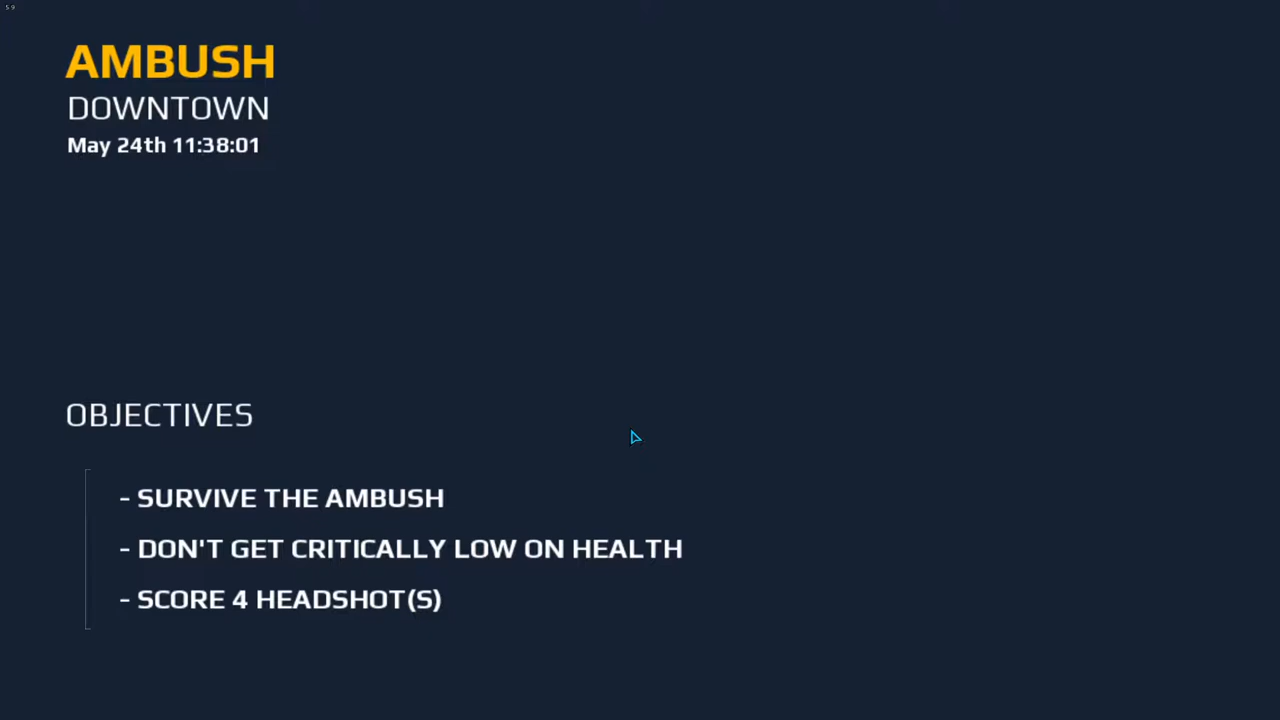 59
AMBUSH
DOWNTOWN
May 24th 11:38:01
OBJECTIVES
- SURVIVE THE AMBUSH
- DON'T GET CRITICALLY LOW ON HEALTH
- SCORE 4 HEADSHOT(S)